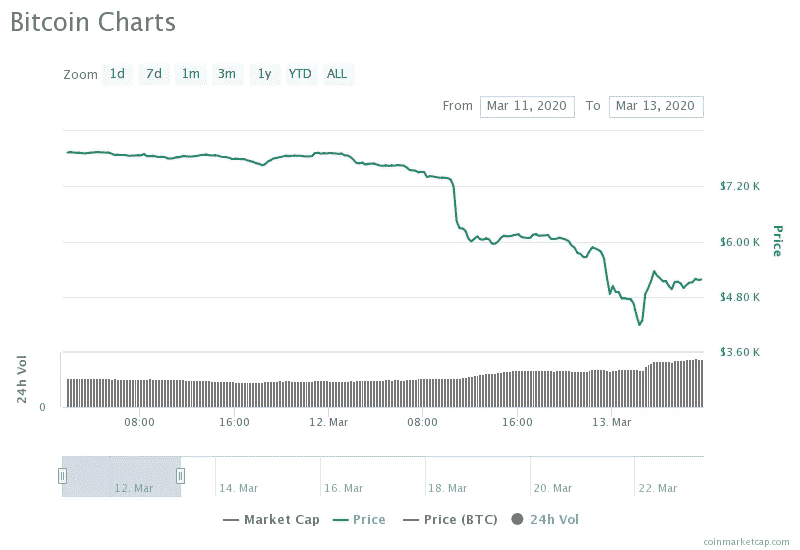 Bitcoin Charts
Zoom 1d 7d 1m 3m 1y YTD ALL
From Mar 11, 2020 To Mar 13, 2020
$7.20 K
$6.00 K
$4.80 K
$3.60 K
Price
24h Vol
0
08:00 16:00 12. Mar 08:00 16:00 13. Mar
12. Mar 14. Mar 16. Mar 18. Mar 20. Mar 22. Mar
Market Cap Price Price (BTC) 24h Vol
coinmarketcap.com